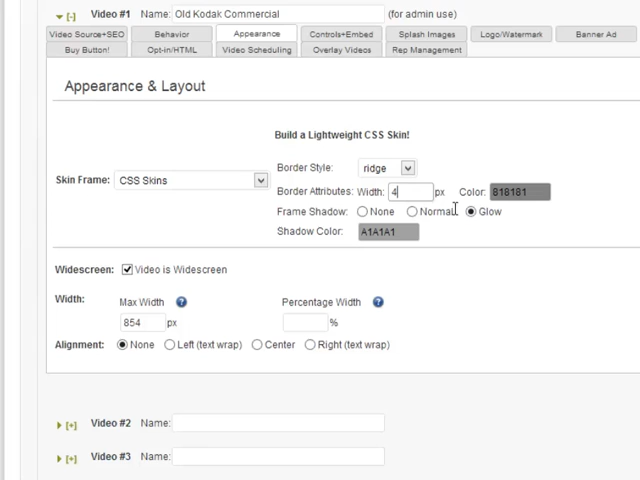 [-] Video #1 Name: Old Kodak Commercial (for admin use)
Video Source+SEO Behavior Appearance Controls+Embed Splash Images Logo/Watermark Banner Ad
Buy Button! Opt-in/HTML Video Scheduling Overlay Videos Rep Management
Appearance & Layout
Build a Lightweight CSS Skin!
Skin Frame: CSS Skins
Border Style: ridge
Border Attributes: Width: 4 px Color: 818181
Frame Shadow: None Normal Glow
Shadow Color: A1A1A1
Widescreen: Video is Widescreen
Width: Max Width ? Percentage Width ?
854 px %
Alignment: None Left (text wrap) Center Right (text wrap)
[+] Video #2 Name:
[+] Video #3 Name: